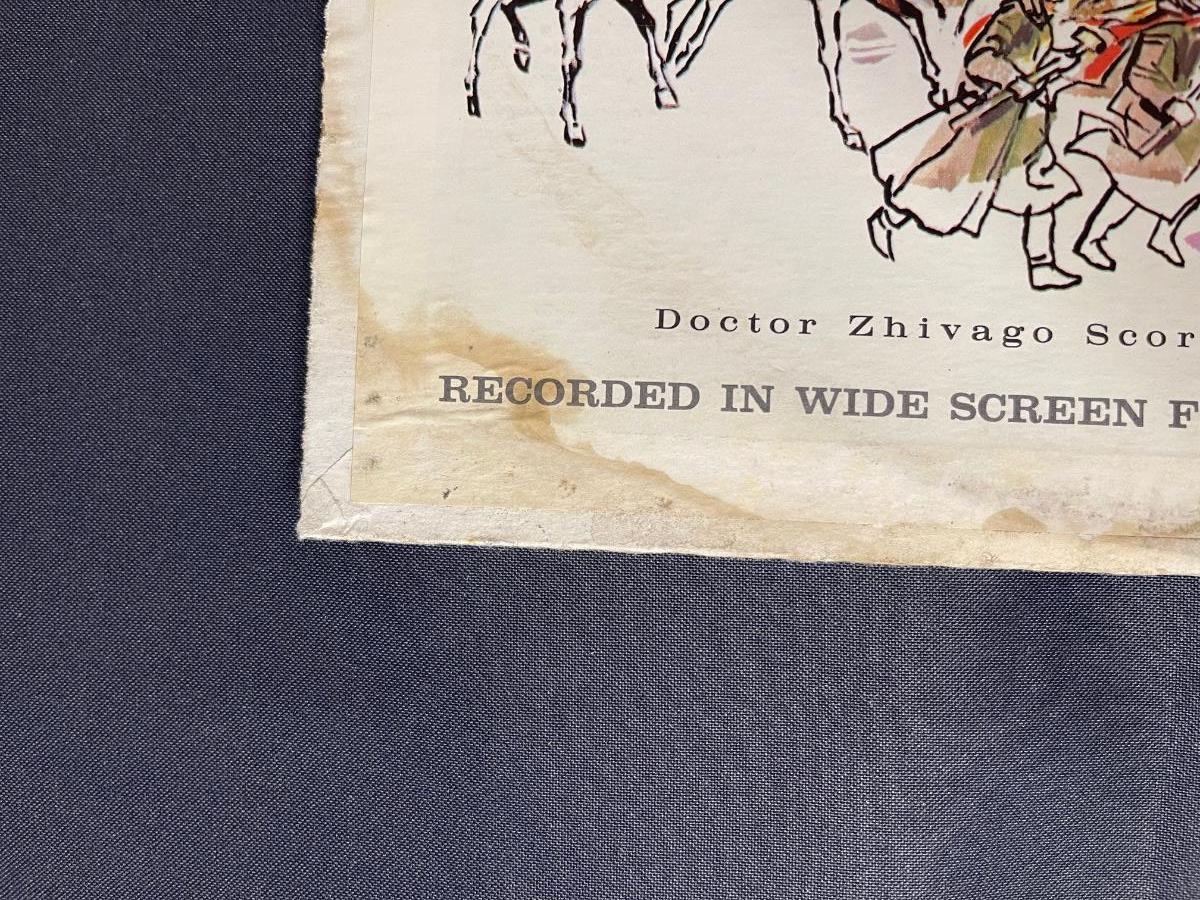 Doctor Zhivago Scor
RECORDED IN WIDE SCREEN F